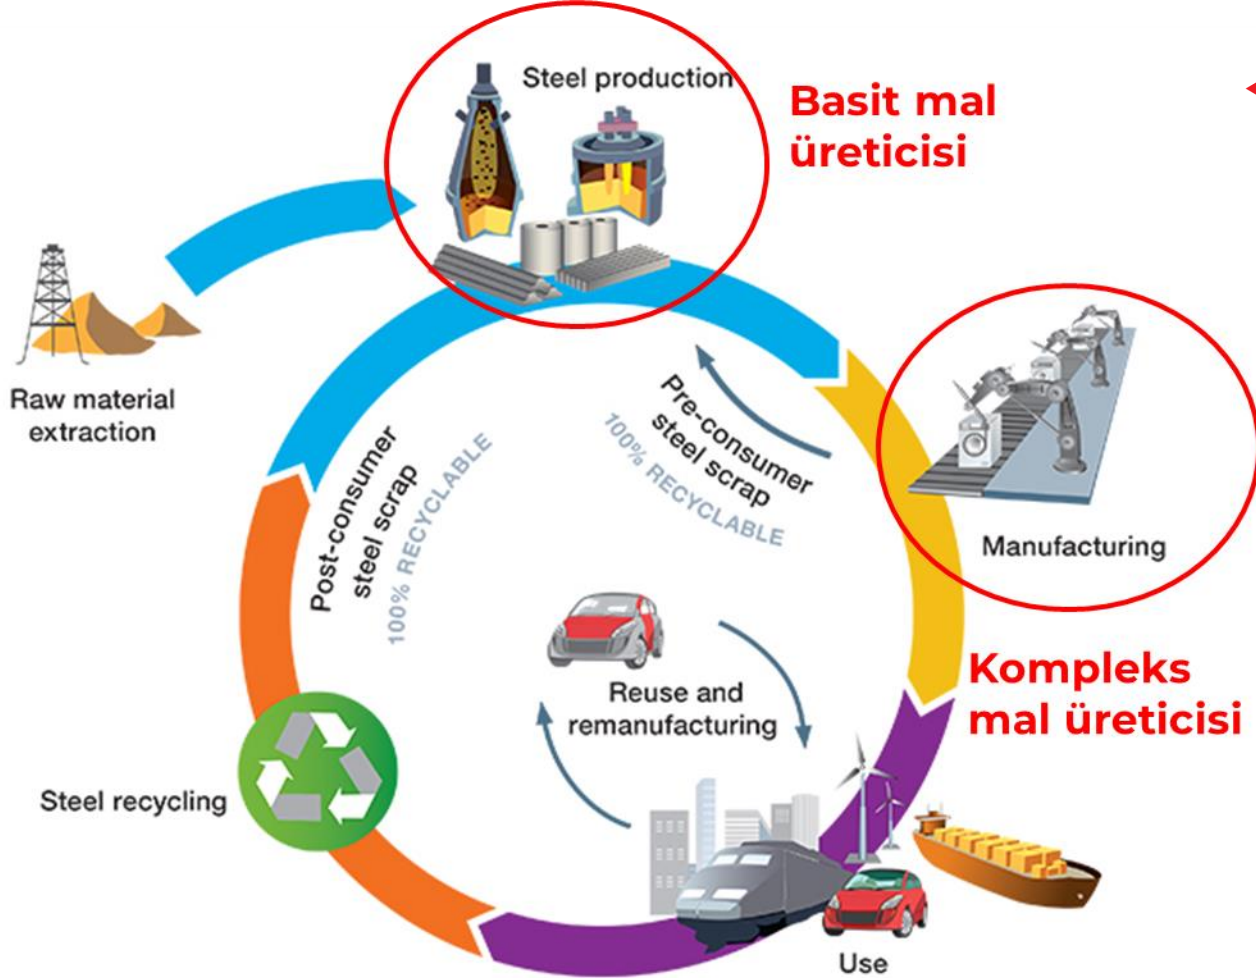 Steel production
Basit mal
üreticisi
Raw material
extraction
Pre-consumer
steel scrap
100% RECYCLABLE
Post-consumer
steel scrap
100% RECYCLABLE
Manufacturing
Kompleks
mal üreticisi
Reuse and
remanufacturing
Steel recycling
Use